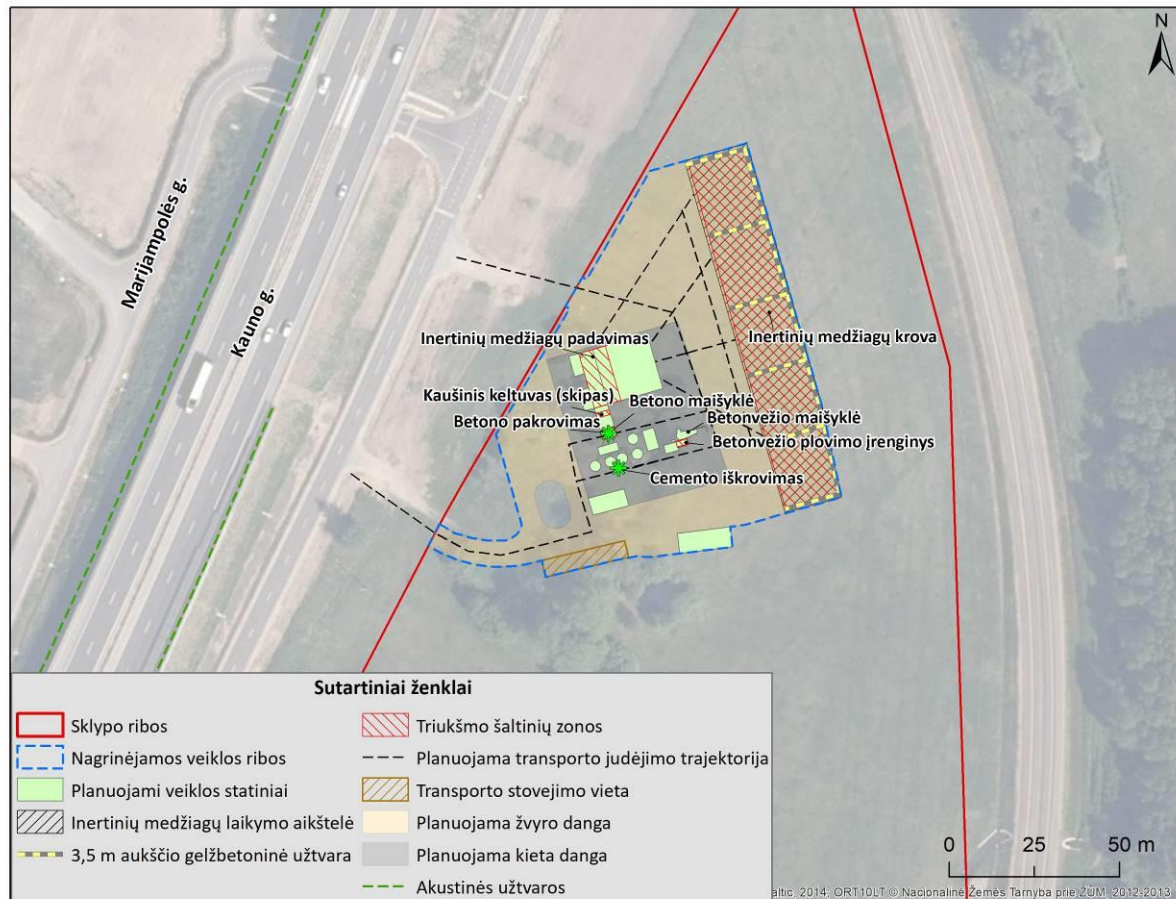 N
Marijampolės g.
Kauno g.
Inertinių medžiagų padavimas
Inertinių medžiagų krova
Kaušinis keltuvas (skipas)
Betono maišyklė
Betono pakrovimas
Betonvežio maišyklė
Betonvežio plovimo įrenginys
Cemento iškrovimas
Sutartiniai ženklai
Sklypo ribos
Nagrinėjamos veiklos ribos
Planuojami veiklos statiniai
Inertinių medžiagų laikymo aikštelė
3,5 m aukščio gelžbetoninė užtvara
Triukšmo šaltinių zonos
Planuojama transporto judėjimo trajektorija
Transporto stovėjimo vieta
Planuojama žvyro danga
Planuojama kieta danga
Akustinės užtvaros
0 25 50 m
altic, 2014; ORT10LT © Nacionalinė Žemės Tarnyba prie ŽŪM, 2012-2013